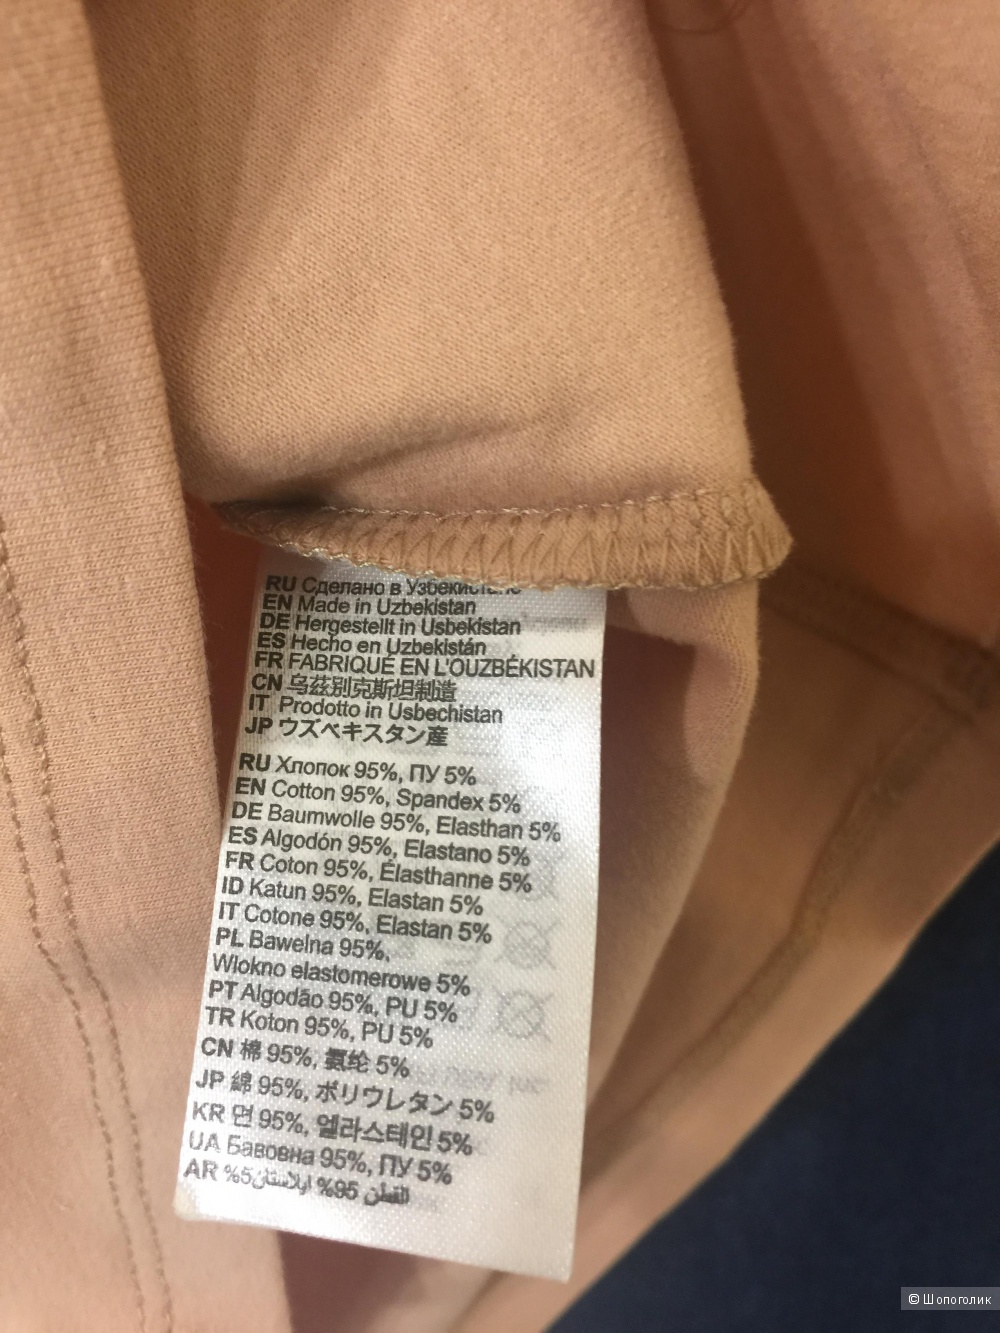 RU Сделано в Узбекистане
EN Made in Uzbekistan
DE Hergestellt in Usbekistan
ES Hecho en Uzbekistán
FR FABRIQUÉ EN L'OUZBÉKISTAN
CN 乌兹别克斯坦制造
IT Prodotto in Usbechistan
JP ウズベキスタン産
RU Хлопок 95%, ПУ 5%
EN Cotton 95%, Spandex 5%
DE Baumwolle 95%, Elasthan 5%
ES Algodón 95%, Elastano 5%
FR Coton 95%, Élasthanne 5%
ID Katun 95%, Elastan 5%
IT Cotone 95%, Elastan 5%
PL Bawełna 95%,
Wlokno elastomerowe 5%
PT Algodão 95%, PU 5%
TR Koton 95%, PU 5%
CN 棉 95%, 氨纶 5%
JP 綿 95%, ポリウレタン 5%
KR 면 95%, 엘라스테인 5%
UA Бавовна 95%, ПУ 5%
AR القطن 95% إيلاستان 5%
© Шопоголик